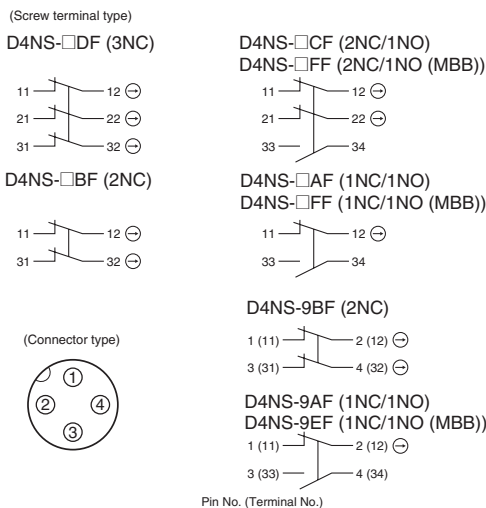 (Screw terminal type)
D4NS-□DF (3NC)
11 12 ⊖
21 22 ⊖
31 32 ⊖
D4NS-□BF (2NC)
11 12 ⊖
31 32 ⊖
D4NS-□CF (2NC/1NO)
D4NS-□FF (2NC/1NO (MBB))
11 12 ⊖
21 22 ⊖
33 34
D4NS-□AF (1NC/1NO)
D4NS-□FF (1NC/1NO (MBB))
11 12 ⊖
33 34
D4NS-9BF (2NC)
1 (11) 2 (12) ⊖
3 (31) 4 (32) ⊖
(Connector type)
①
② ④
③
D4NS-9AF (1NC/1NO)
D4NS-9EF (1NC/1NO (MBB))
1 (11) 2 (12) ⊖
3 (33) 4 (34)
Pin No. (Terminal No.)